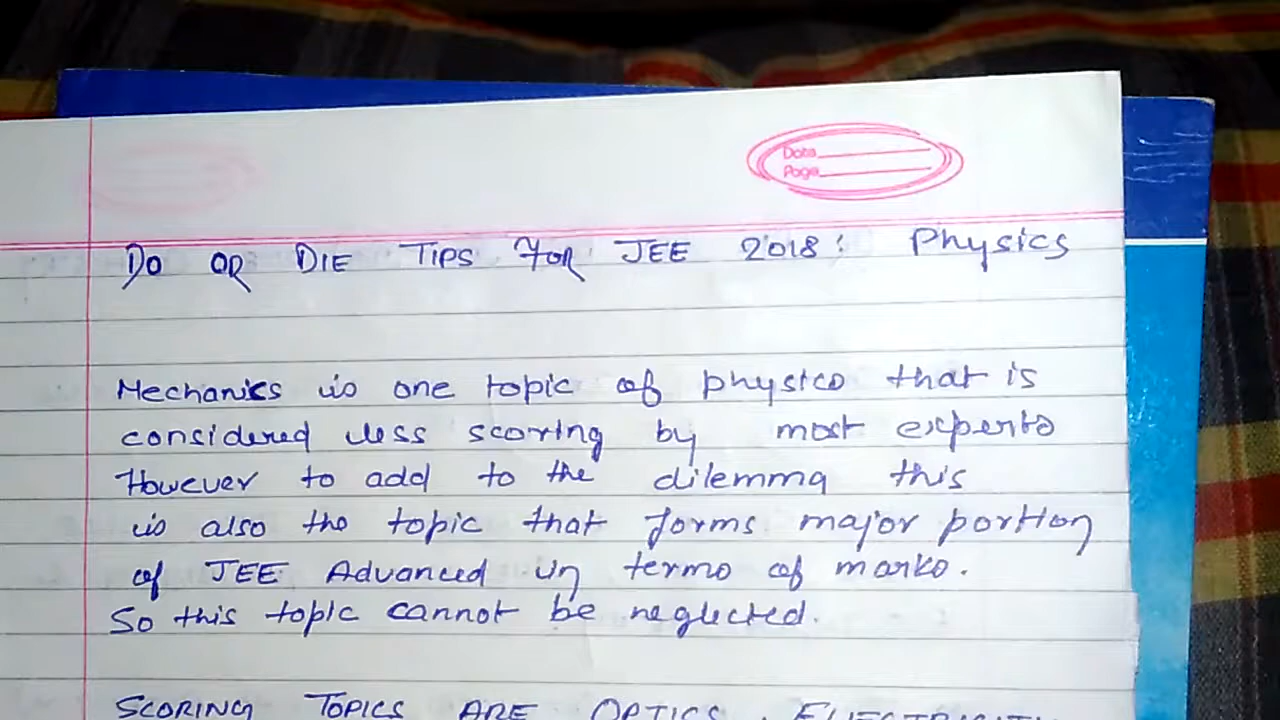 Date
Page
DO OR DIE TIPS FOR JEE 2018: Physics
Mechanics is one topic of physics that is
considered less scoring by most experts
However to add to the dilemma this
is also the topic that forms major portion
of JEE Advanced in terms of marks.
So this topic cannot be neglected.
SCORING TOPICS ARE OPTICS, ELECTRICITY